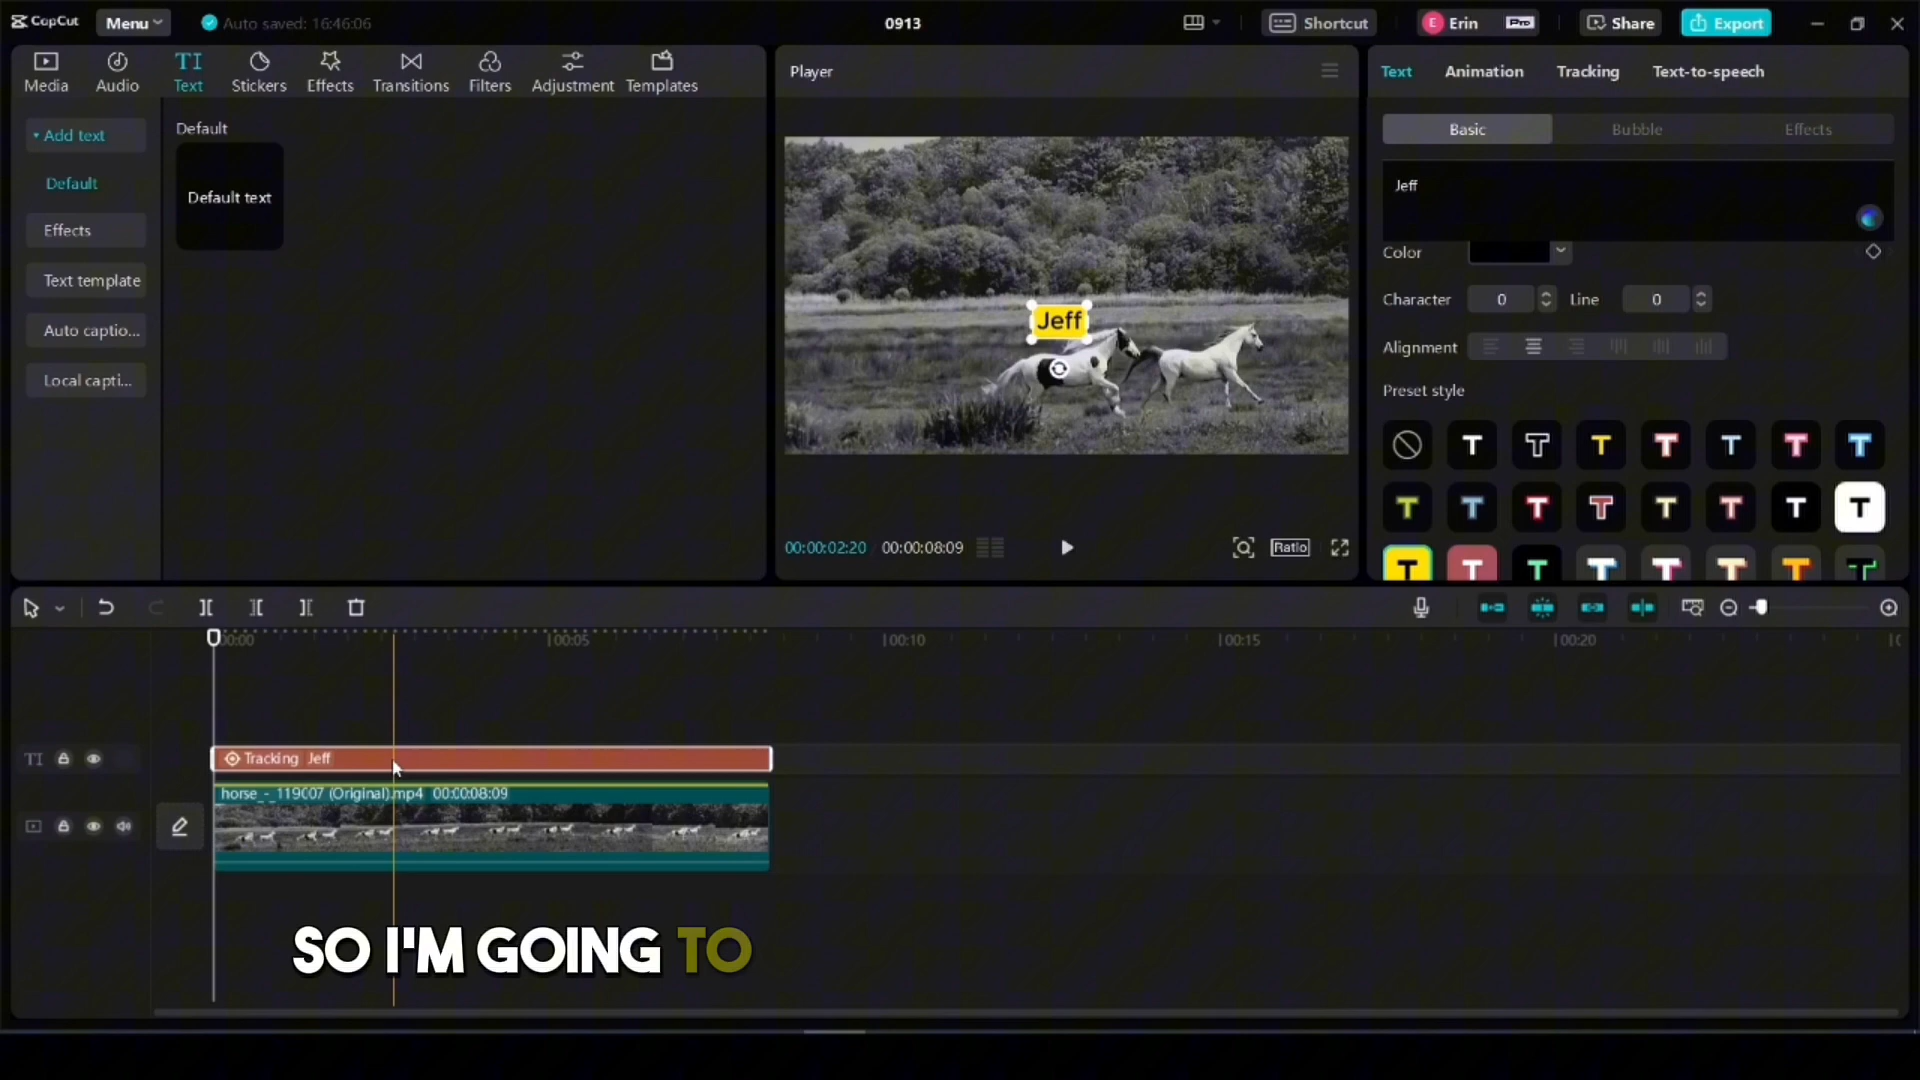 CapCut
Menu
Auto saved: 16:46:06
0913
Shortcut
E
Erin
Pro
Share
Export
Media
Audio
TI
Text
Stickers
Effects
Transitions
Filters
Adjustment
Templates
Add text
Default
Effects
Text template
Auto captio...
Local capti...
Default
Default text
Player
Jeff
00:00:02:20
00:00:08:09
Ratio
Text
Animation
Tracking
Text-to-speech
Basic
Bubble
Effects
Jeff
Color
Character
0
Line
0
Alignment
Preset style
T T T T T T T
T T T T T T T T
T T T T T T T T
00:00
00:05
00:10
00:15
00:20
TI
Tracking Jeff
horse_-_119007 (Original).mp4 00:00:08:09
SO I'M GOING TO